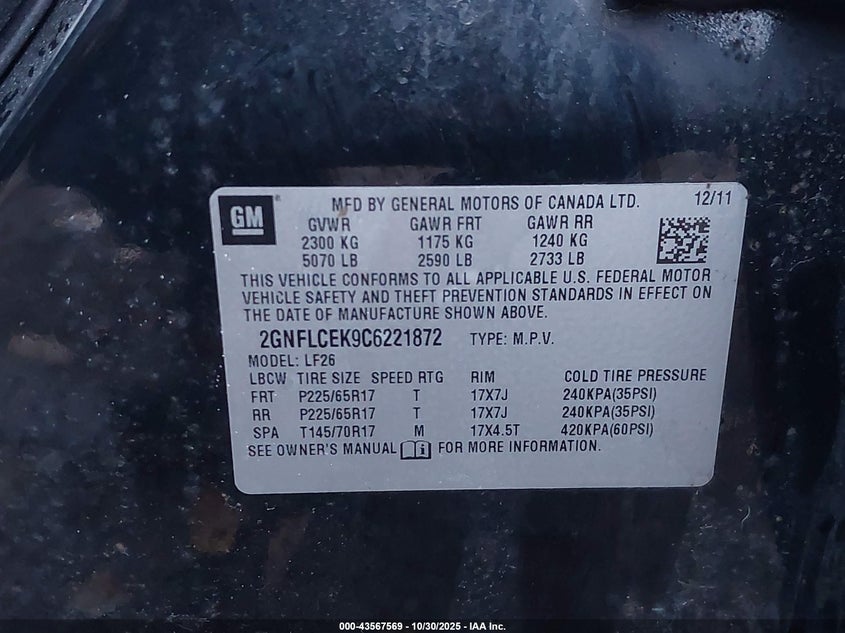 GM
MFD BY GENERAL MOTORS OF CANADA LTD. 12/11
GVWR GAWR FRT GAWR RR
2300 KG 1175 KG 1240 KG
5070 LB 2590 LB 2733 LB
THIS VEHICLE CONFORMS TO ALL APPLICABLE U.S. FEDERAL MOTOR
VEHICLE SAFETY AND THEFT PREVENTION STANDARDS IN EFFECT ON
THE DATE OF MANUFACTURE SHOWN ABOVE.
2GNFLCEK9C6221872 TYPE: M.P.V.
MODEL: LF26
LBCW TIRE SIZE SPEED RTG RIM COLD TIRE PRESSURE
FRT P225/65R17 T 17X7J 240KPA(35PSI)
RR P225/65R17 T 17X7J 240KPA(35PSI)
SPA T145/70R17 M 17X4.5T 420KPA(60PSI)
SEE OWNER'S MANUAL FOR MORE INFORMATION.
000-43567569 - 10/30/2025 - IAA Inc.